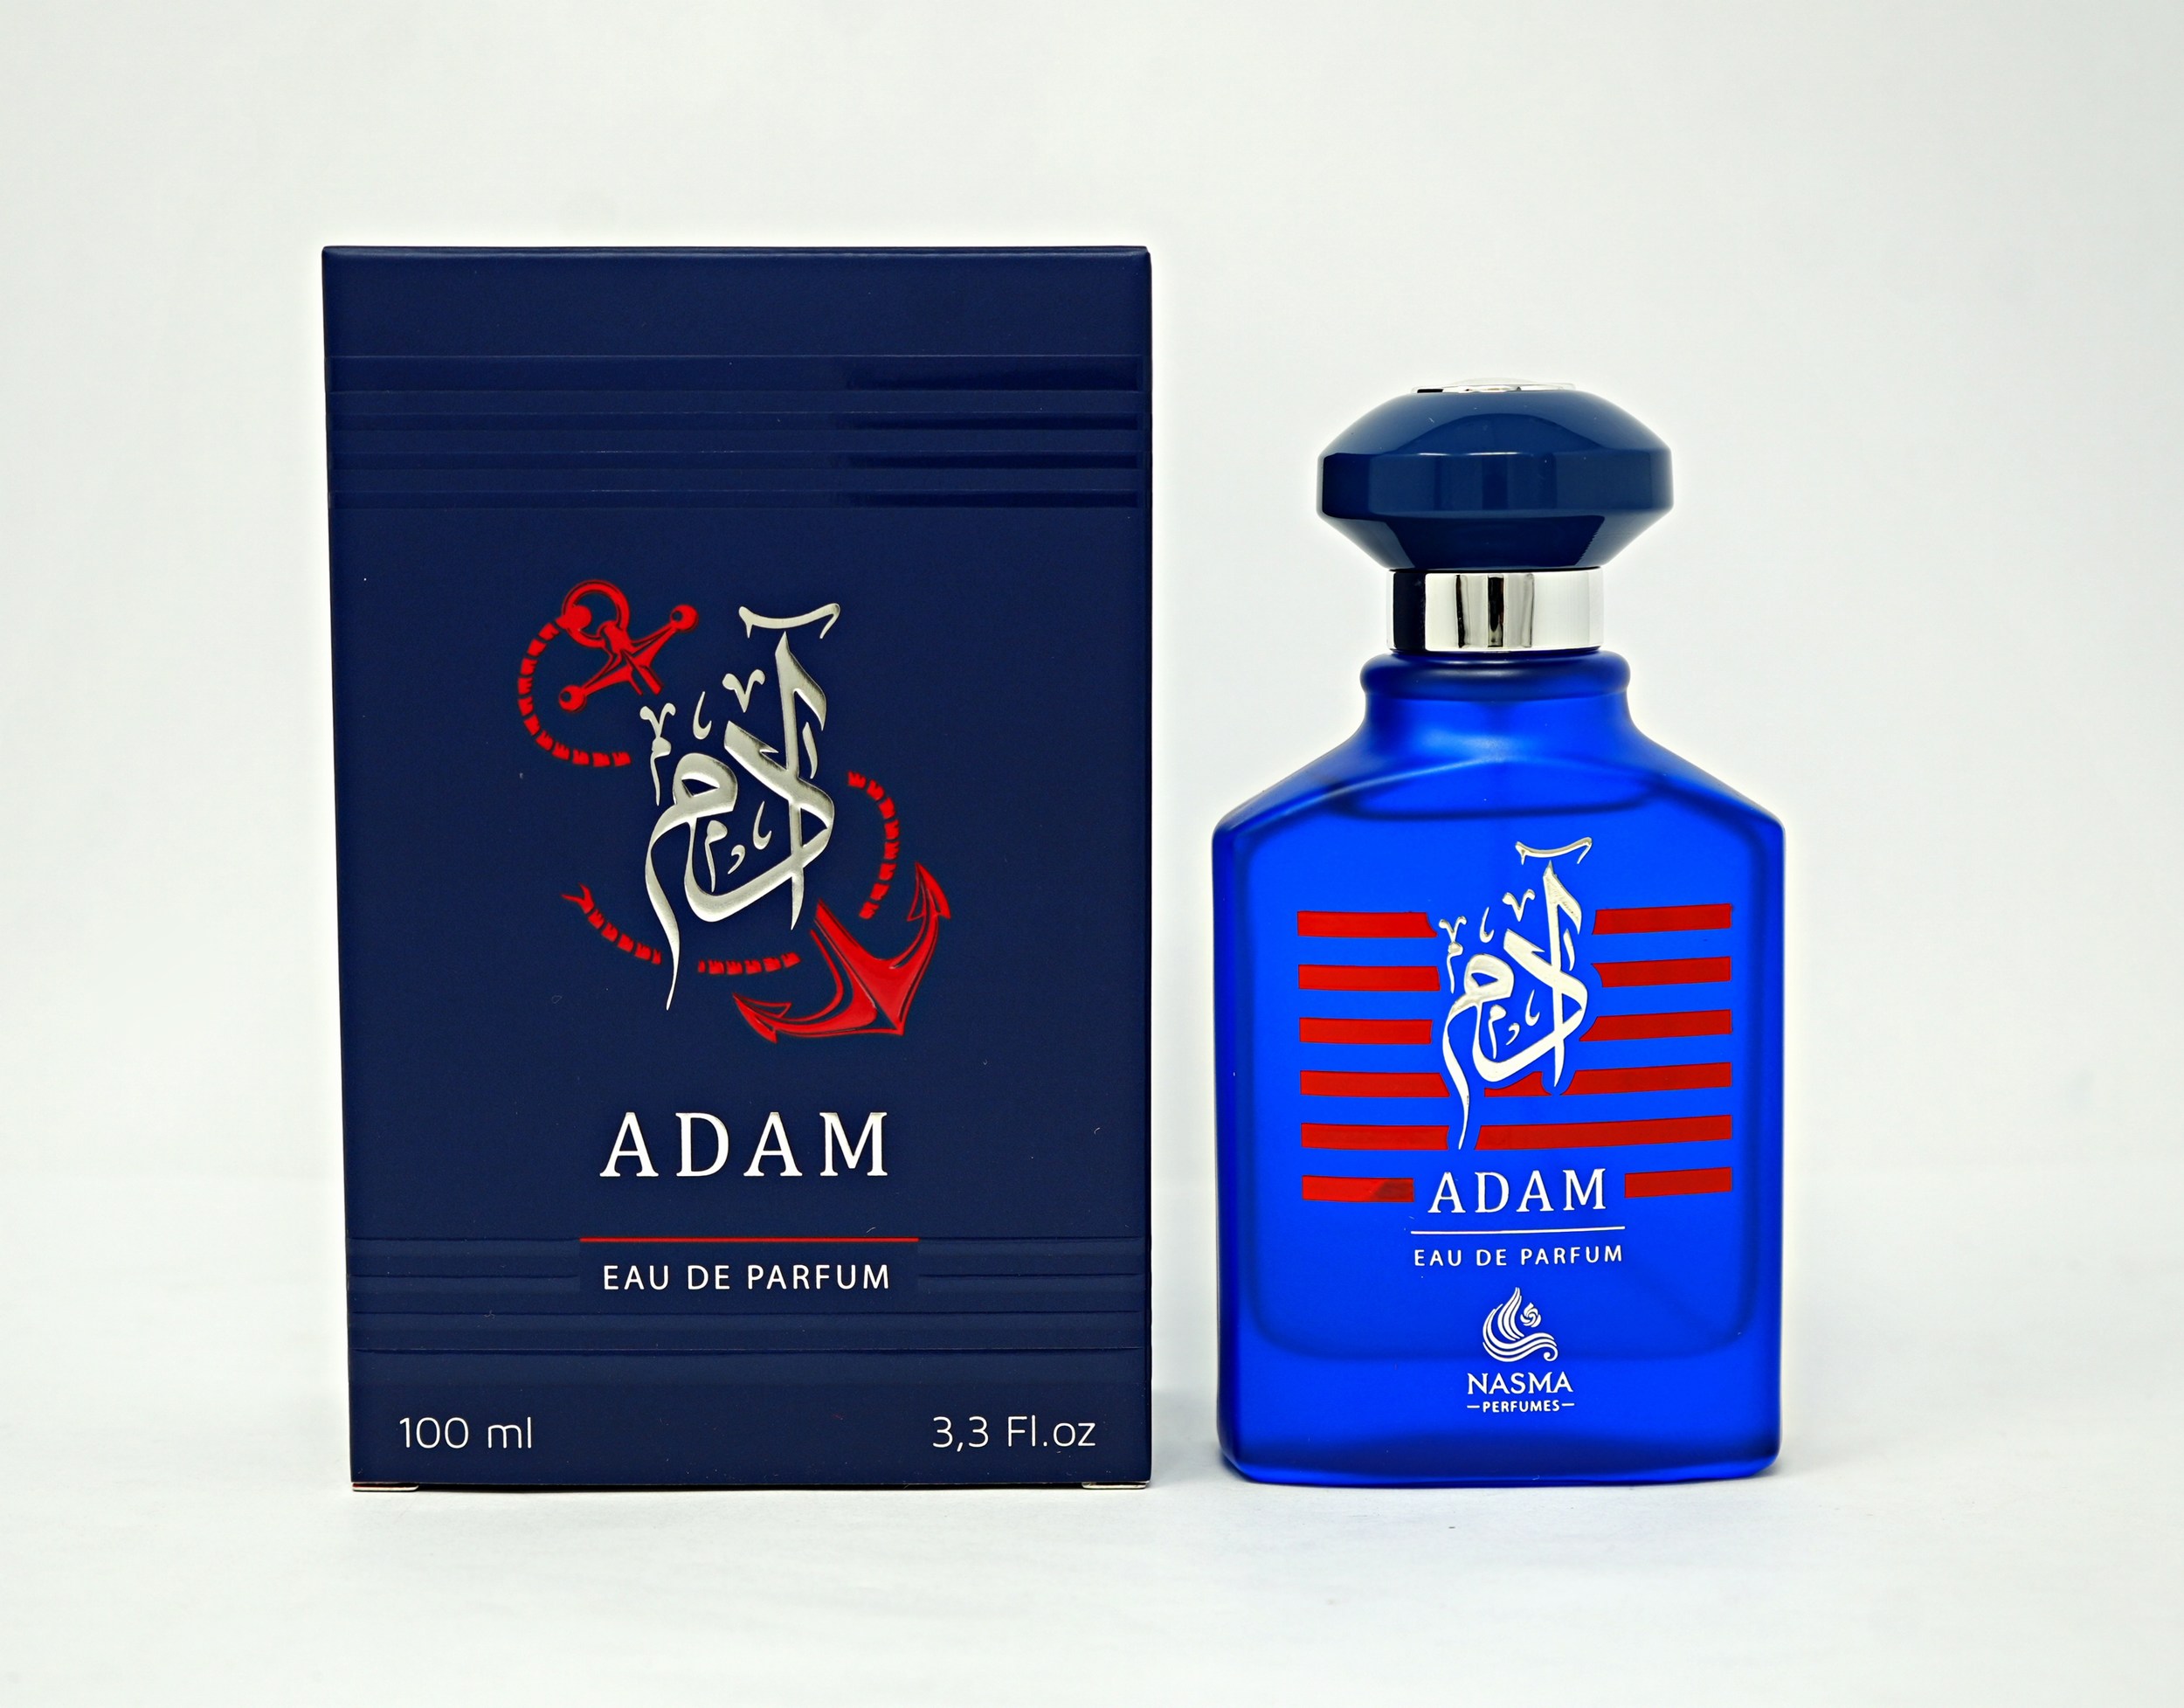 آدم
ADAM
EAU DE PARFUM
100 ml
3,3 Fl.oz
آدم
ADAM
EAU DE PARFUM
NASMA
PERFUMES